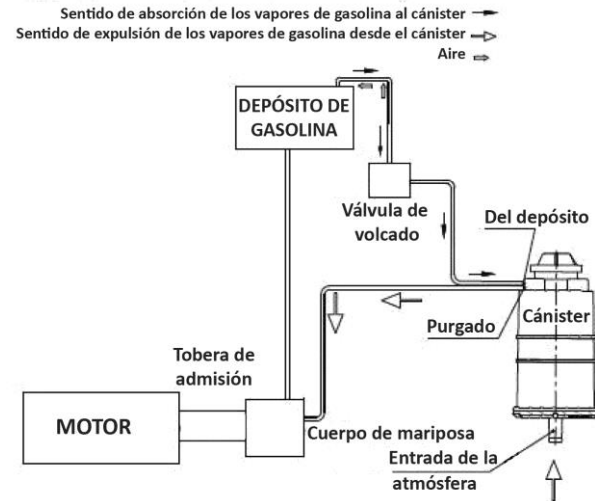 Sentido de absorción de los vapores de gasolina al cánister
Sentido de expulsión de los vapores de gasolina desde el cánister
Aire
DEPÓSITO DE
GASOLINA
Válvula de
volcado
Del depósito
Cánister
Purgado
Tobera de
admisión
MOTOR
Cuerpo de mariposa
Entrada de la
atmósfera